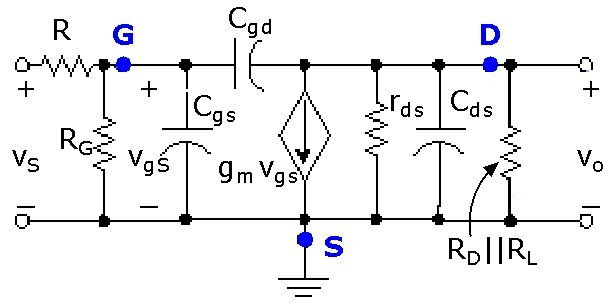 R G C_gd D
+ + C_gs r_ds C_ds +
v_S R_G v_gs g_m v_gs v_o
− − −
S R_D||R_L